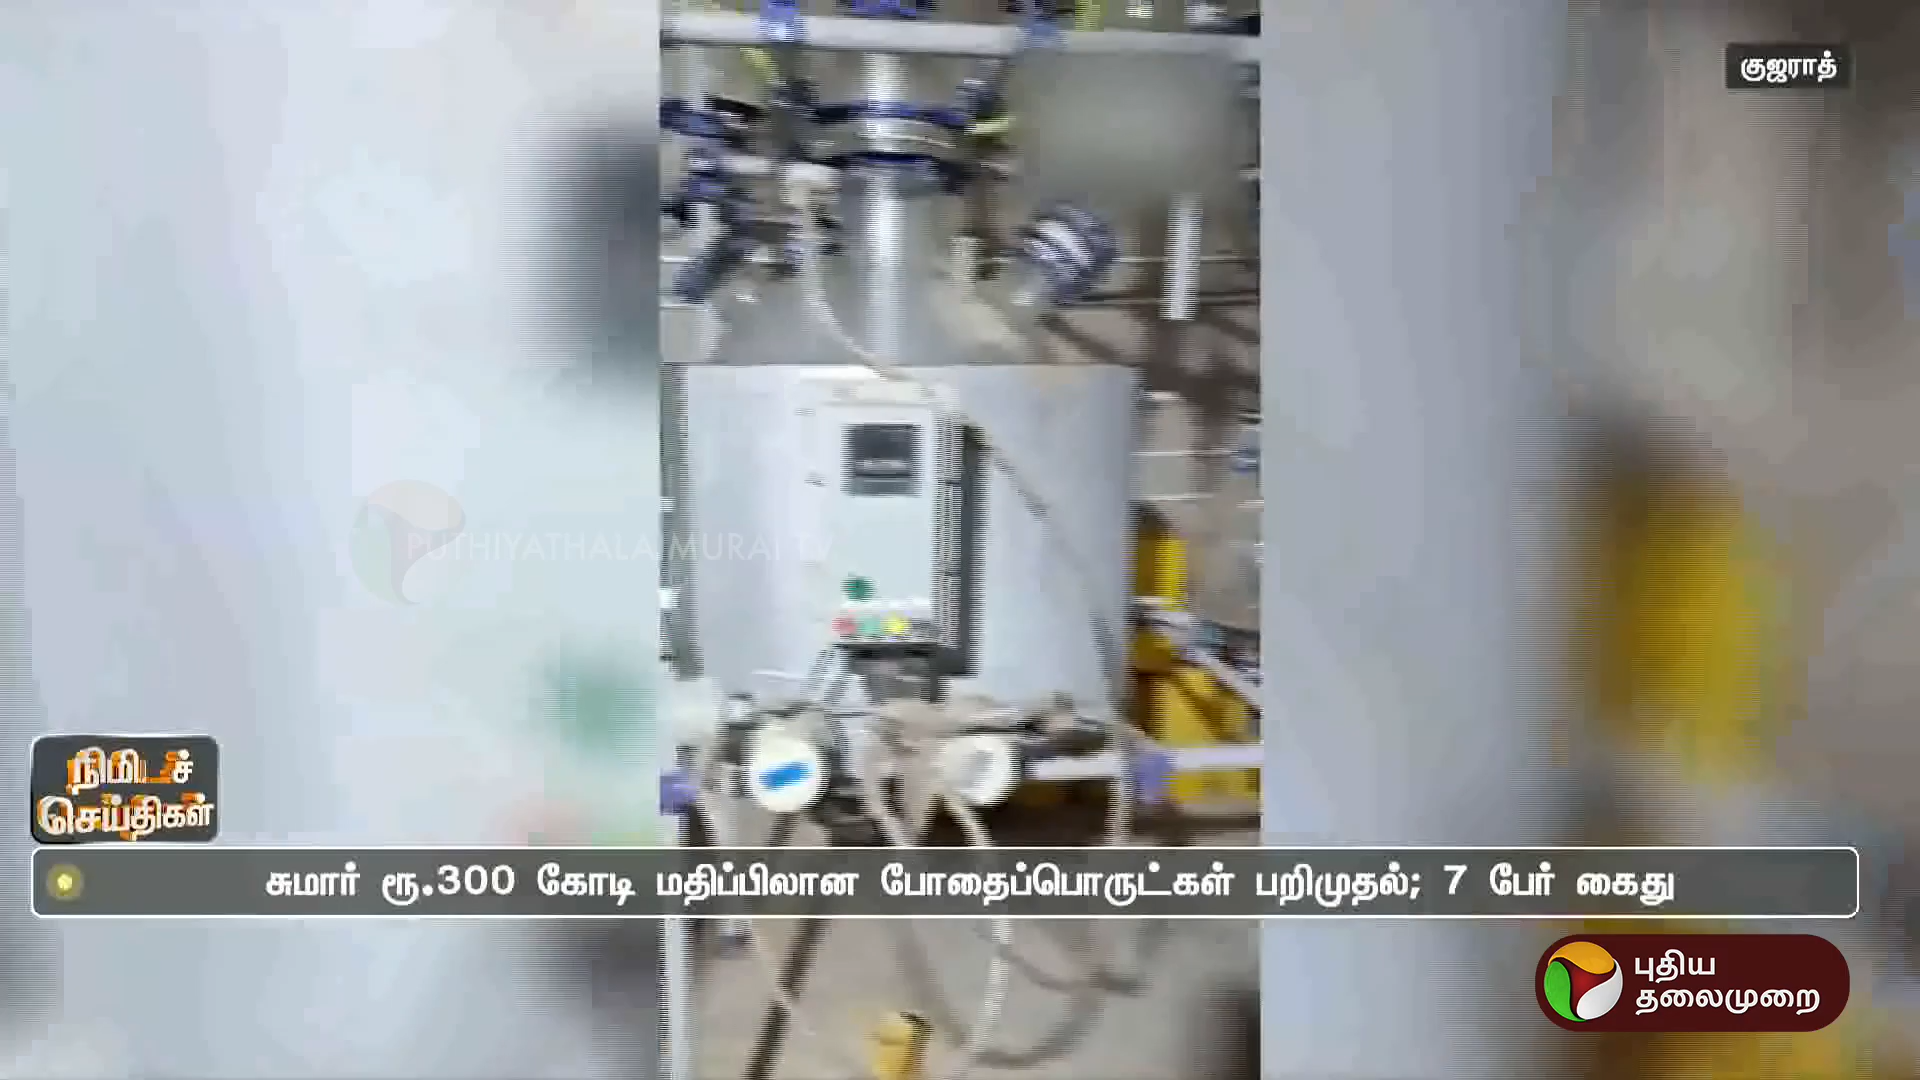 குஜராத்
PUTHIYATHALAIMURAI TV
நிமிடச்
செய்திகள்
சுமார் ரூ.300 கோடி மதிப்பிலான போதைப்பொருட்கள் பறிமுதல்; 7 பேர் கைது
புதிய
தலைமுறை